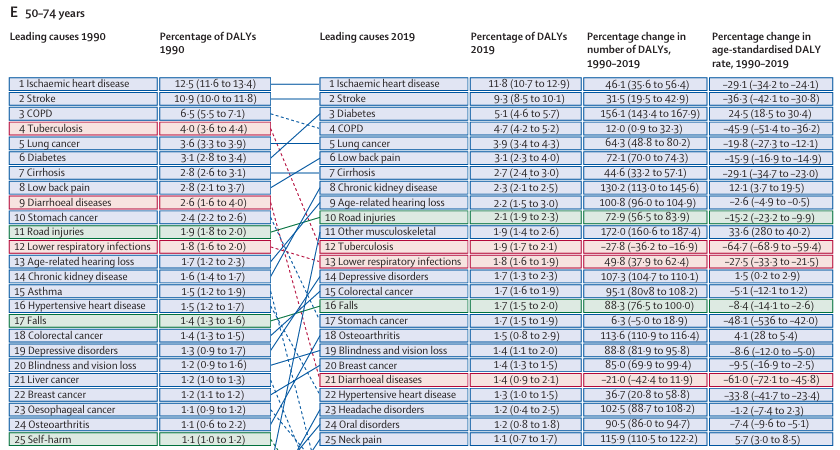 E 50–74 years
Leading causes 1990 Percentage of DALYs 1990 Leading causes 2019 Percentage of DALYs 2019 Percentage change in number of DALYs, 1990–2019 Percentage change in age-standardised DALY rate, 1990–2019
1 Ischaemic heart disease 12·5 (11·6 to 13·4) 1 Ischaemic heart disease 11·8 (10·7 to 12·9) 46·1 (35·6 to 56·4) –29·1 (–34·2 to –24·1)
2 Stroke 10·9 (10·0 to 11·8) 2 Stroke 9·3 (8·5 to 10·1) 31·5 (19·5 to 42·9) –36·3 (–42·1 to –30·8)
3 COPD 6·5 (5·5 to 7·1) 3 Diabetes 5·1 (4·6 to 5·7) 156·1 (143·4 to 167·9) 24·5 (18·5 to 30·4)
4 Tuberculosis 4·0 (3·6 to 4·4) 4 COPD 4·7 (4·2 to 5·2) 12·0 (0·9 to 32·3) –45·9 (–51·4 to –36·2)
5 Lung cancer 3·6 (3·3 to 3·9) 5 Lung cancer 3·9 (3·4 to 4·3) 64·3 (48·8 to 80·2) –19·8 (–27·3 to –12·1)
6 Diabetes 3·1 (2·8 to 3·4) 6 Low back pain 3·1 (2·3 to 4·0) 72·1 (70·0 to 74·3) –15·9 (–16·9 to –14·9)
7 Cirrhosis 2·8 (2·6 to 3·1) 7 Cirrhosis 2·7 (2·4 to 3·0) 44·6 (33·2 to 57·1) –29·1 (–34·7 to –23·0)
8 Low back pain 2·8 (2·1 to 3·7) 8 Chronic kidney disease 2·3 (2·1 to 2·5) 130·2 (113·0 to 145·6) 12·1 (3·7 to 19·5)
9 Diarrhoeal diseases 2·6 (1·6 to 4·0) 9 Age-related hearing loss 2·2 (1·5 to 3·0) 100·8 (96·0 to 104·9) –2·6 (–4·9 to –0·5)
10 Stomach cancer 2·4 (2·2 to 2·6) 10 Road injuries 2·1 (1·9 to 2·3) 72·9 (56·5 to 83·9) –15·2 (–23·2 to –9·9)
11 Road injuries 1·9 (1·8 to 2·0) 11 Other musculoskeletal 1·9 (1·4 to 2·6) 172·0 (160·6 to 187·4) 33·6 (280 to 40·2)
12 Lower respiratory infections 1·8 (1·6 to 2·0) 12 Tuberculosis 1·9 (1·7 to 2·1) –27·8 (–36·2 to –16·9) –64·7 (–68·9 to –59·4)
13 Age-related hearing loss 1·7 (1·2 to 2·3) 13 Lower respiratory infections 1·8 (1·6 to 1·9) 49·8 (37·9 to 62·4) –27·5 (–33·3 to –21·5)
14 Chronic kidney disease 1·6 (1·4 to 1·7) 14 Depressive disorders 1·7 (1·3 to 2·3) 107·3 (104·7 to 110·1) 1·5 (0·2 to 2·9)
15 Asthma 1·5 (1·2 to 1·9) 15 Colorectal cancer 1·7 (1·6 to 1·9) 95·1 (80v8 to 108·2) –5·1 (–12·1 to 1·2)
16 Hypertensive heart disease 1·5 (1·2 to 1·7) 16 Falls 1·7 (1·5 to 2·0) 88·3 (76·5 to 100·0) –8·4 (–14·1 to –2·6)
17 Falls 1·4 (1·3 to 1·6) 17 Stomach cancer 1·7 (1·5 to 1·9) 6·3 (–5·0 to 18·9) –48·1 (–536 to –42·0)
18 Colorectal cancer 1·4 (1·3 to 1·5) 18 Osteoarthritis 1·5 (0·8 to 2·9) 113·6 (110·9 to 116·4) 4·1 (28 to 5·4)
19 Depressive disorders 1·3 (0·9 to 1·7) 19 Blindness and vision loss 1·4 (1·1 to 2·0) 88·8 (81·9 to 95·8) –8·6 (–12·0 to –5·0)
20 Blindness and vision loss 1·2 (0·9 to 1·6) 20 Breast cancer 1·4 (1·3 to 1·5) 85·0 (69·9 to 99·4) –9·5 (–16·9 to –2·5)
21 Liver cancer 1·2 (1·0 to 1·3) 21 Diarrhoeal diseases 1·4 (0·9 to 2·1) –21·0 (–42·4 to 11·9) –61·0 (–72·1 to –45·8)
22 Breast cancer 1·2 (1·1 to 1·2) 22 Hypertensive heart disease 1·3 (1·0 to 1·5) 36·7 (20·8 to 58·8) –33·8 (–41·7 to –23·4)
23 Oesophageal cancer 1·1 (0·9 to 1·2) 23 Headache disorders 1·2 (0·4 to 2·5) 102·5 (88·7 to 108·2) –1·2 (–7·4 to 2·3)
24 Osteoarthritis 1·1 (0·6 to 2·2) 24 Oral disorders 1·2 (0·8 to 1·8) 90·5 (86·0 to 94·7) –7·4 (–9·6 to –5·1)
25 Self-harm 1·1 (1·0 to 1·2) 25 Neck pain 1·1 (0·7 to 1·7) 115·9 (110·5 to 122·2) 5·7 (3·0 to 8·5)